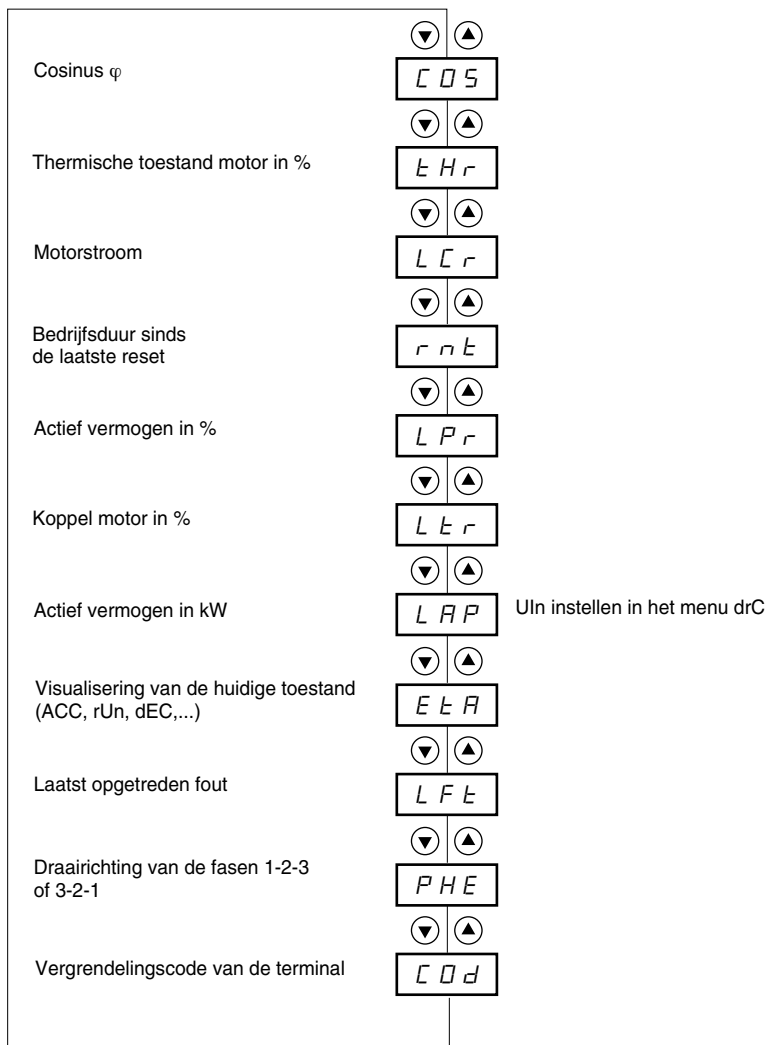 Cosinus φ
COS
Thermische toestand motor in %
tHr
Motorstroom
LCr
Bedrijfsduur sinds
de laatste reset
rnt
Actief vermogen in %
LPr
Koppel motor in %
Ltr
Actief vermogen in kW
LAP
UIn instellen in het menu drC
Visualisering van de huidige toestand
(ACC, rUn, dEC,...)
EtA
Laatst opgetreden fout
LFt
Draairichting van de fasen 1-2-3
of 3-2-1
PHE
Vergrendelingscode van de terminal
COd